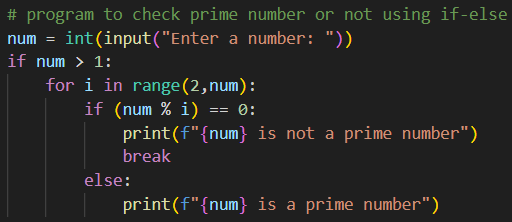 # program to check prime number or not using if-else
num = int(input("Enter a number: "))
if num > 1:
    for i in range(2,num):
        if (num % i) == 0:
            print(f"{num} is not a prime number")
            break
        else:
            print(f"{num} is a prime number")